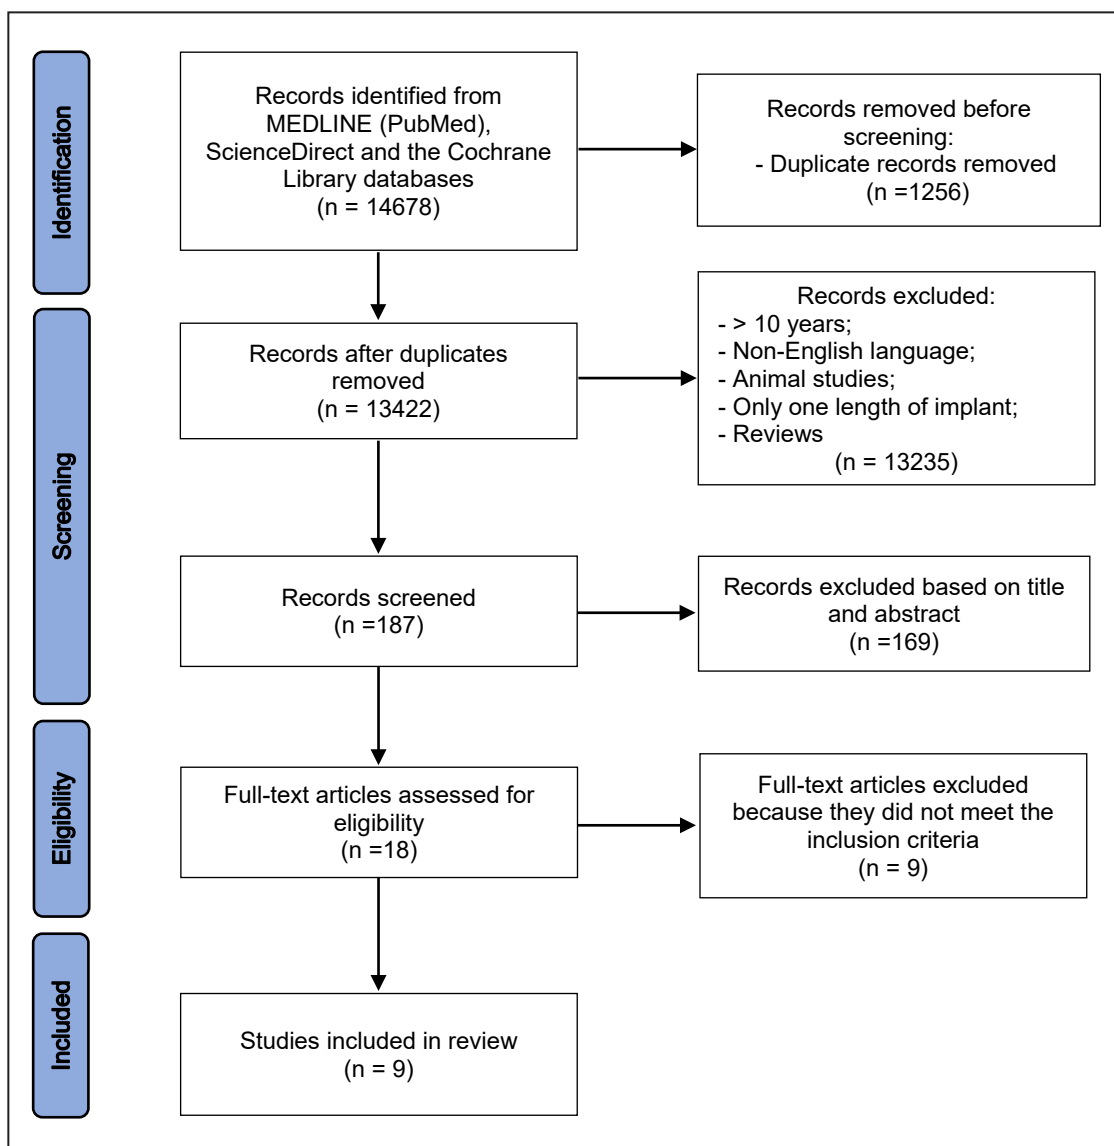 Identification
Records identified from
MEDLINE (PubMed),
ScienceDirect and the Cochrane
Library databases
(n = 14678)
Records removed before
screening:
- Duplicate records removed
(n =1256)
Screening
Records after duplicates
removed
(n = 13422)
Records excluded:
- > 10 years;
- Non-English language;
- Animal studies;
- Only one length of implant;
- Reviews
(n = 13235)
Records screened
(n =187)
Records excluded based on title
and abstract
(n =169)
Eligibility
Full-text articles assessed for
eligibility
(n =18)
Full-text articles excluded
because they did not meet the
inclusion criteria
(n = 9)
Included
Studies included in review
(n = 9)